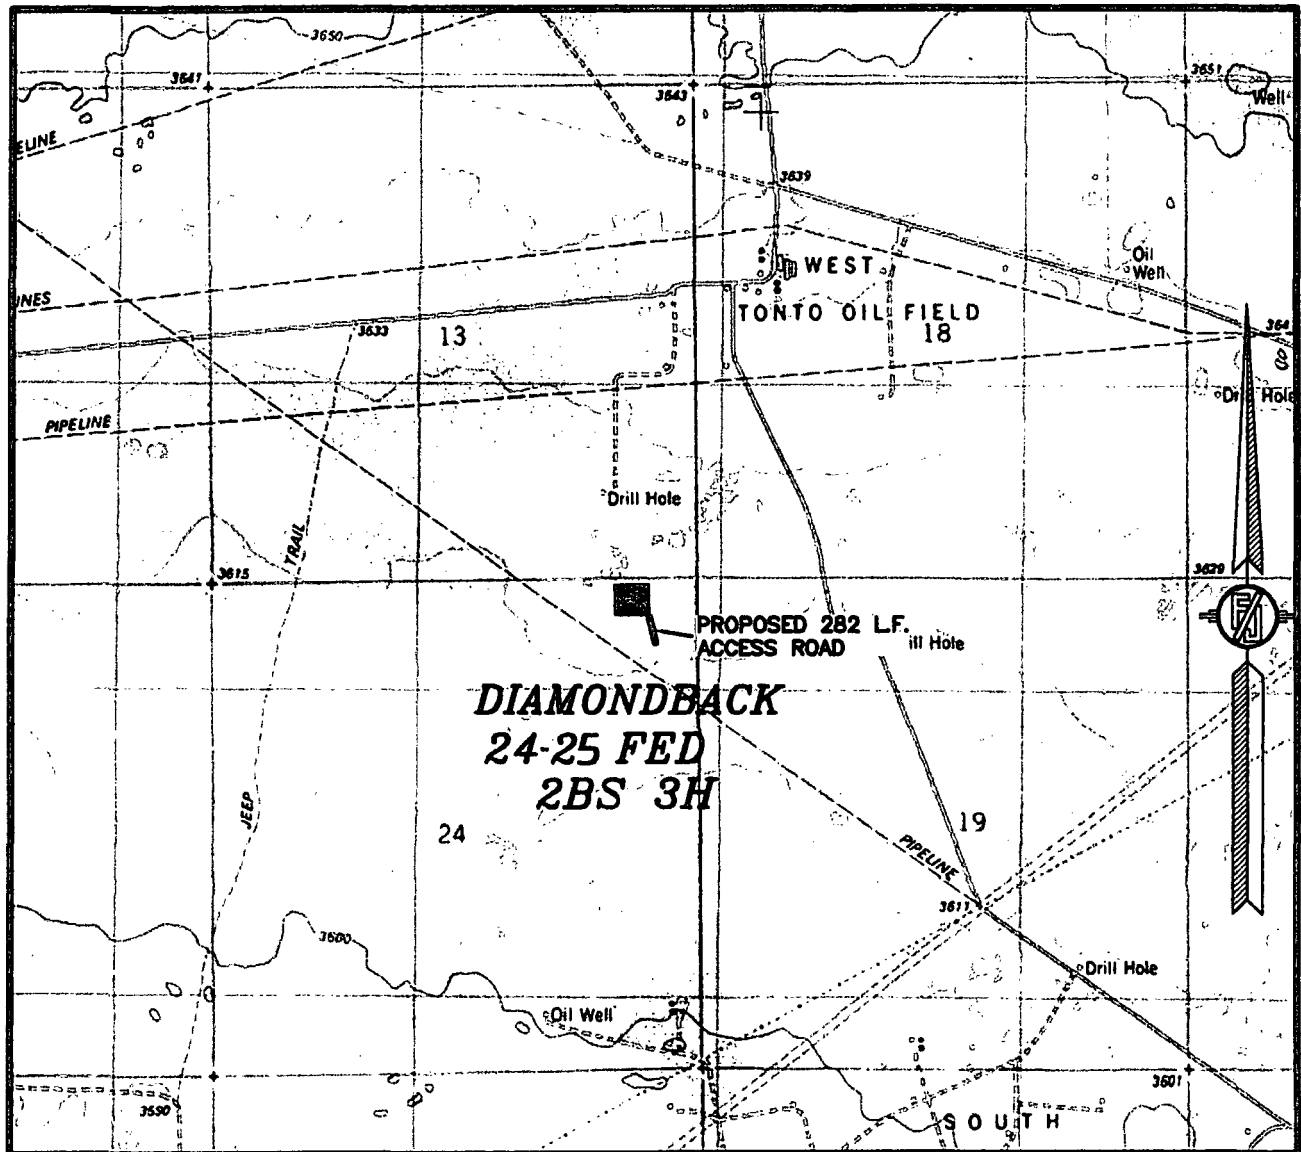 3650
3641
3643
3651
Well
ELINE
3639
Oil
Well
WEST
INES
TONTO OIL FIELD
3633
13
18
364
PIPELINE
Drill Hole
Drill Hole
TRAIL
3615
3629
PROPOSED 282 L.F.
ACCESS ROAD
ill Hole
DIAMONDBACK
24-25 FED
2BS 3H
JEEP
24
19
PIPELINE
3611
3600
Drill Hole
Oil Well
3601
3590
SOUTH